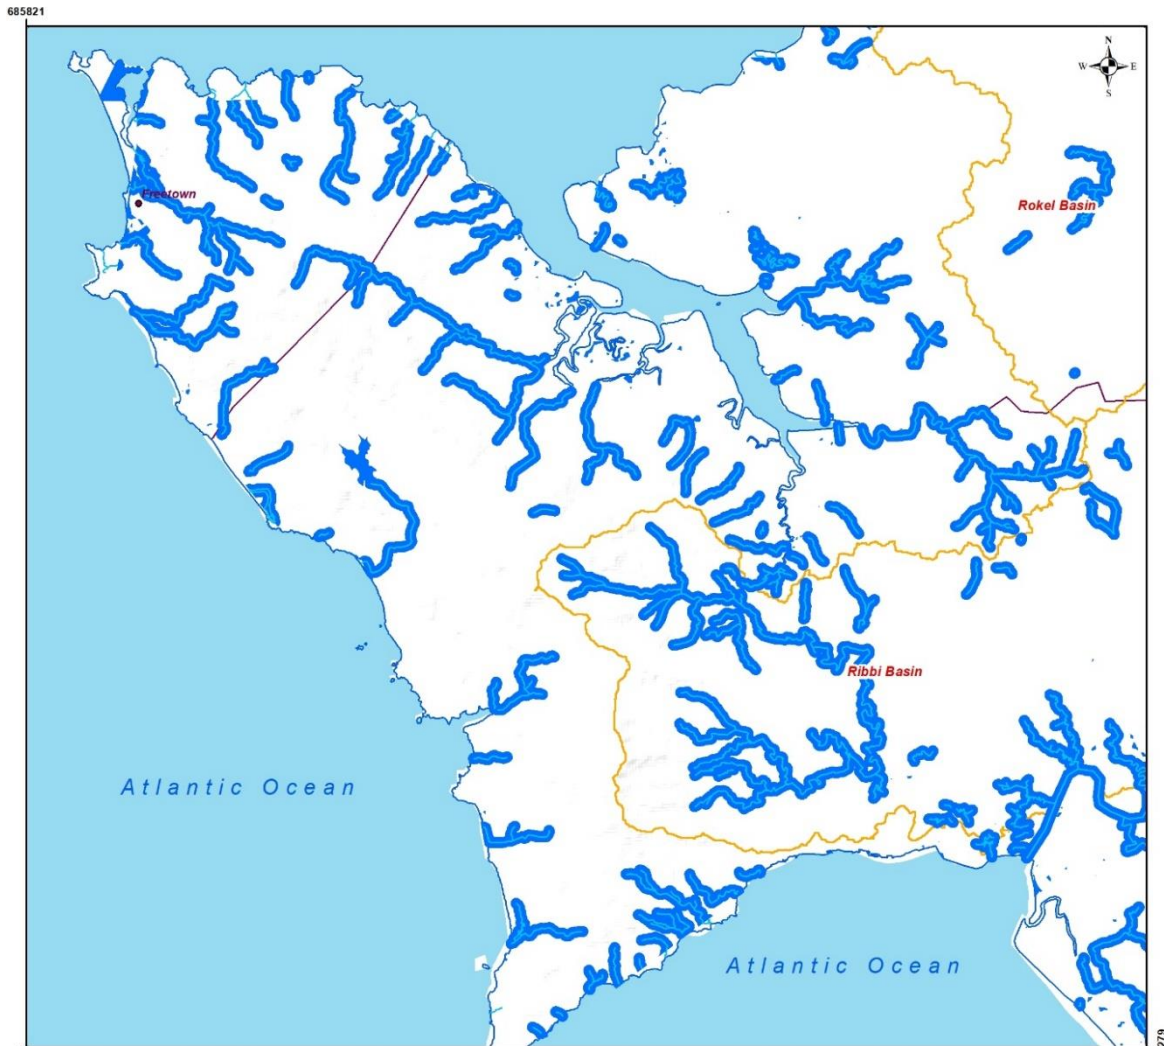 685821
N
W E
S
Freetown
Rokel Basin
Ribbi Basin
Atlantic Ocean
Atlantic Ocean